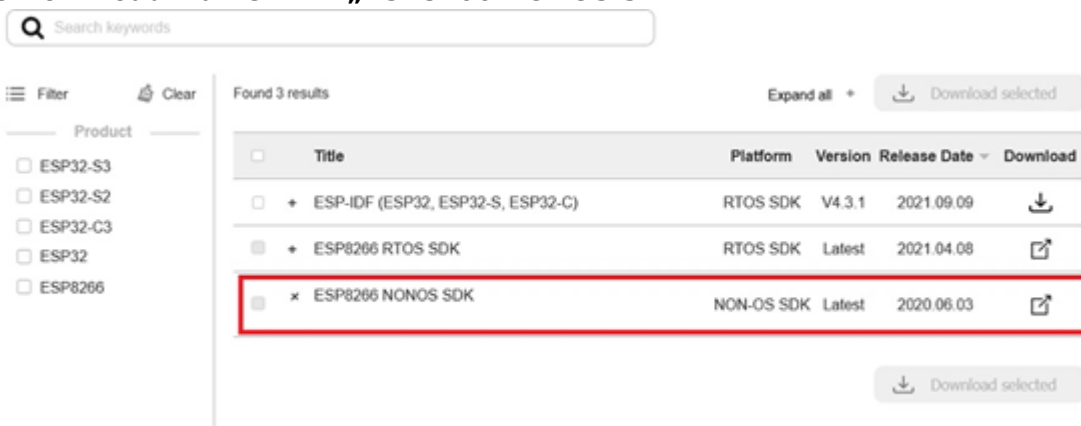 Search keywords
Filter Clear
Product
ESP32-S3
ESP32-S2
ESP32-C3
ESP32
ESP8266
Found 3 results Expand all + Download selected
Title Platform Version Release Date Download
+ ESP-IDF (ESP32, ESP32-S, ESP32-C) RTOS SDK V4.3.1 2021.09.09
+ ESP8266 RTOS SDK RTOS SDK Latest 2021.04.08
× ESP8266 NONOS SDK NON-OS SDK Latest 2020.06.03
Download selected